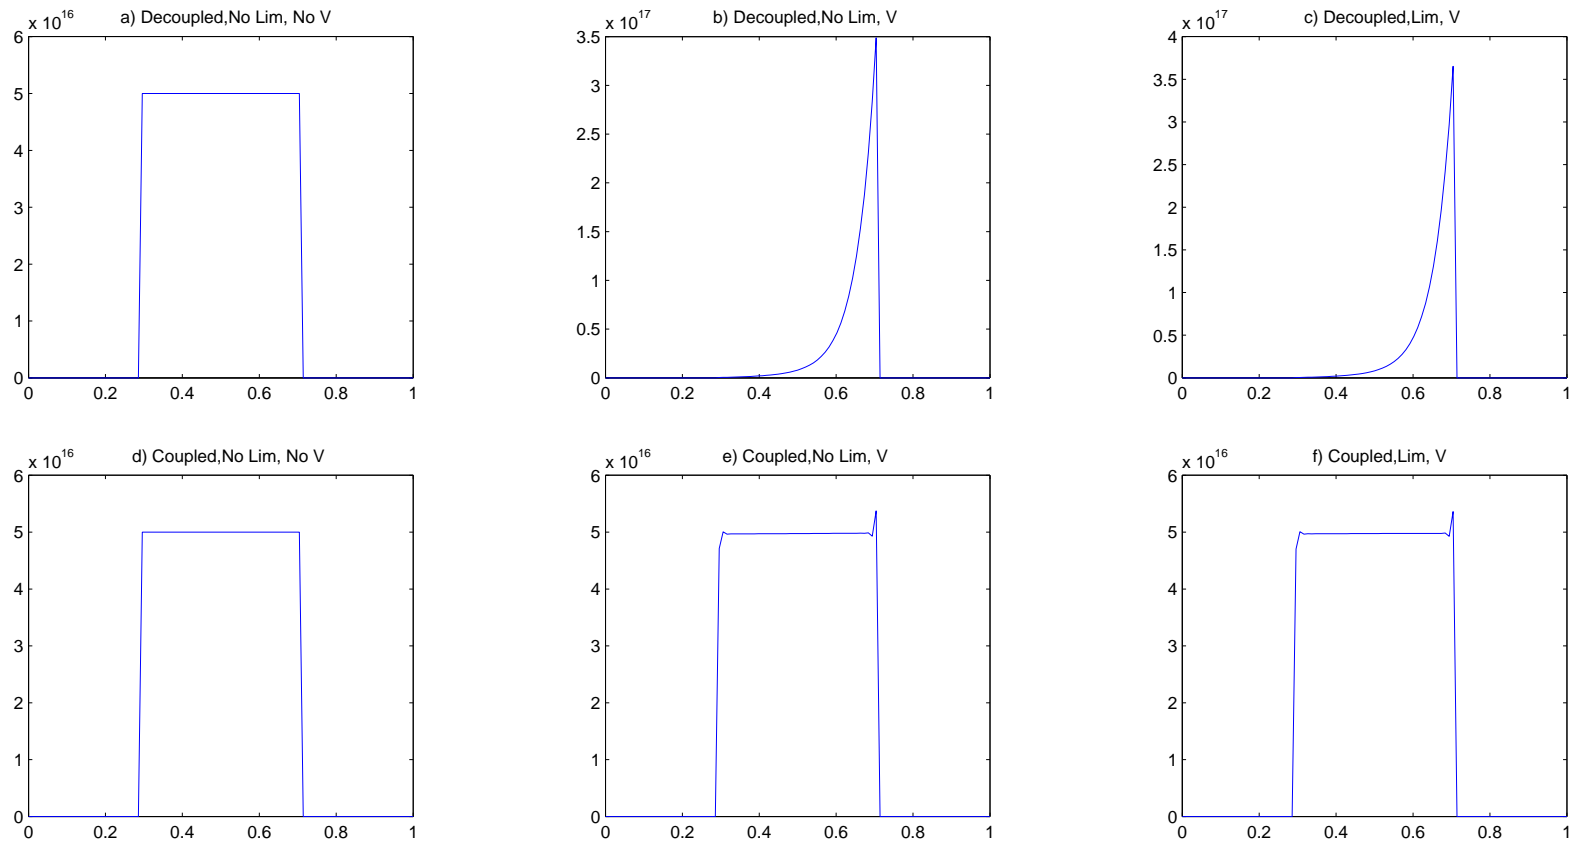 a) Decoupled,No Lim, No V
x 10^16
6
5
4
3
2
1
0
0 0.2 0.4 0.6 0.8 1
b) Decoupled,No Lim, V
x 10^17
3.5
3
2.5
2
1.5
1
0.5
0
0 0.2 0.4 0.6 0.8 1
c) Decoupled,Lim, V
x 10^17
4
3.5
3
2.5
2
1.5
1
0.5
0
0 0.2 0.4 0.6 0.8 1
d) Coupled,No Lim, No V
x 10^16
6
5
4
3
2
1
0
0 0.2 0.4 0.6 0.8 1
e) Coupled,No Lim, V
x 10^16
6
5
4
3
2
1
0
0 0.2 0.4 0.6 0.8 1
f) Coupled,Lim, V
x 10^16
6
5
4
3
2
1
0
0 0.2 0.4 0.6 0.8 1